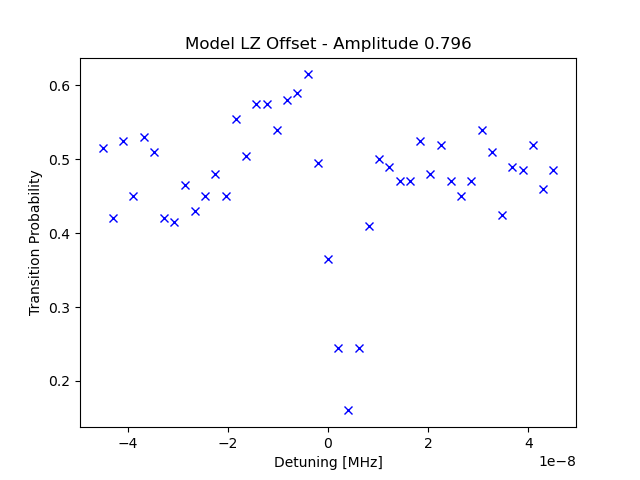 Model LZ Offset - Amplitude 0.796
Transition Probability
0.6
0.5
0.4
0.3
0.2
−4
−2
0
2
4
1e−8
Detuning [MHz]